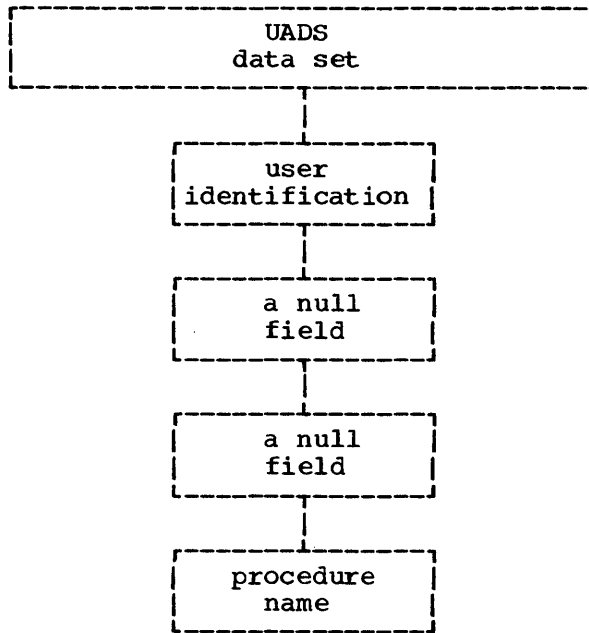 UADS
data set
user
identification
a null
field
a null
field
procedure
name